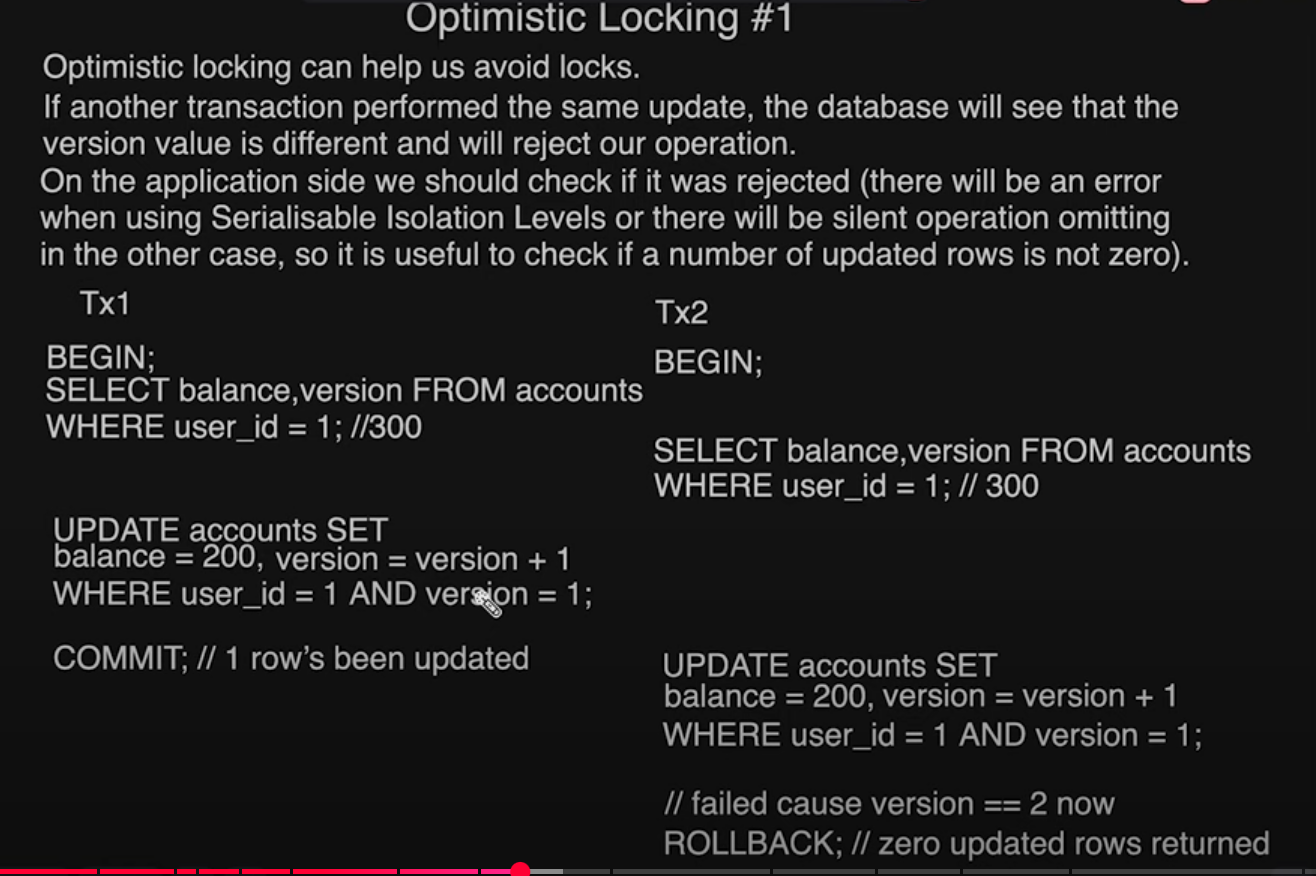 Optimistic Locking #1
Optimistic locking can help us avoid locks.
If another transaction performed the same update, the database will see that the
version value is different and will reject our operation.
On the application side we should check if it was rejected (there will be an error
when using Serialisable Isolation Levels or there will be silent operation omitting
in the other case, so it is useful to check if a number of updated rows is not zero).
Tx1
BEGIN;
SELECT balance,version FROM accounts
WHERE user_id = 1; //300
UPDATE accounts SET
balance = 200, version = version + 1
WHERE user_id = 1 AND version = 1;
COMMIT; // 1 row’s been updated
Tx2
BEGIN;
SELECT balance,version FROM accounts
WHERE user_id = 1; // 300
UPDATE accounts SET
balance = 200, version = version + 1
WHERE user_id = 1 AND version = 1;
// failed cause version == 2 now
ROLLBACK; // zero updated rows returned